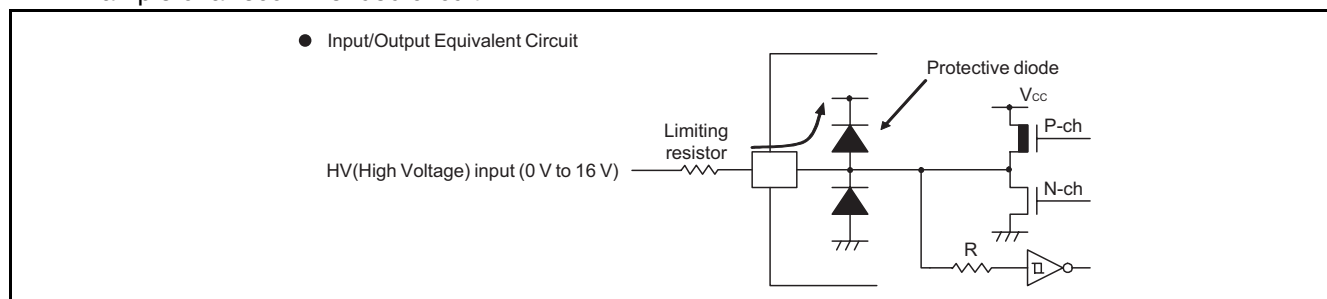 ● Input/Output Equivalent Circuit
Protective diode
Vcc
P-ch
Limiting
resistor
HV(High Voltage) input (0 V to 16 V)
N-ch
R